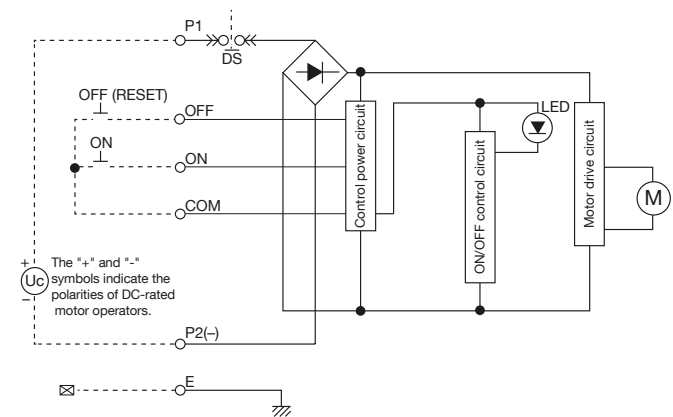 P1
DS
OFF (RESET)
OFF
ON
ON
COM
Control power circuit
ON/OFF control circuit
LED
Motor drive circuit
M
+
Uc
−
The "+" and "-"
symbols indicate the
polarities of DC-rated
motor operators.
P2(−)
E